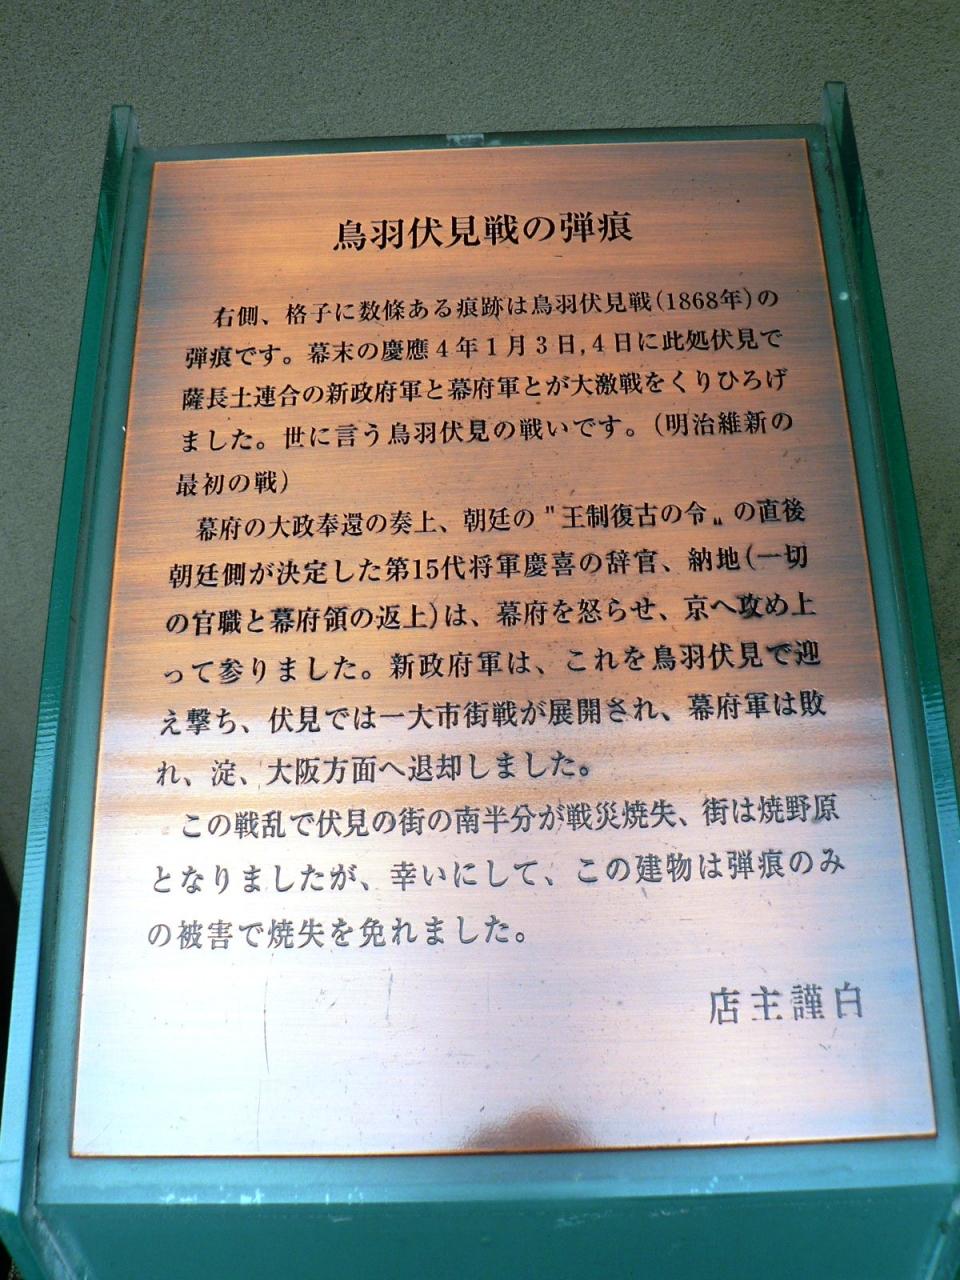 鳥羽伏見戦の弾痕
右側、格子に数條ある痕跡は鳥羽伏見戦(1868年)の
弾痕です。幕末の慶應4年1月3日,4日に此処伏見で
薩長土連合の新政府軍と幕府軍とが大激戦をくりひろげ
ました。世に言う鳥羽伏見の戦いです。(明治維新の
最初の戦)
幕府の大政奉還の奏上、朝廷の〝王制復古の令〟の直後
朝廷側が決定した第15代将軍慶喜の辞官、納地(一切
の官職と幕府領の返上)は、幕府を怒らせ、京へ攻め上
って参りました。新政府軍は、これを鳥羽伏見で迎
え撃ち、伏見では一大市街戦が展開され、幕府軍は敗
れ、淀、大阪方面へ退却しました。
この戦乱で伏見の街の南半分が戦災焼失、街は焼野原
となりましたが、幸いにして、この建物は弾痕のみ
の被害で焼失を免れました。
店主謹白